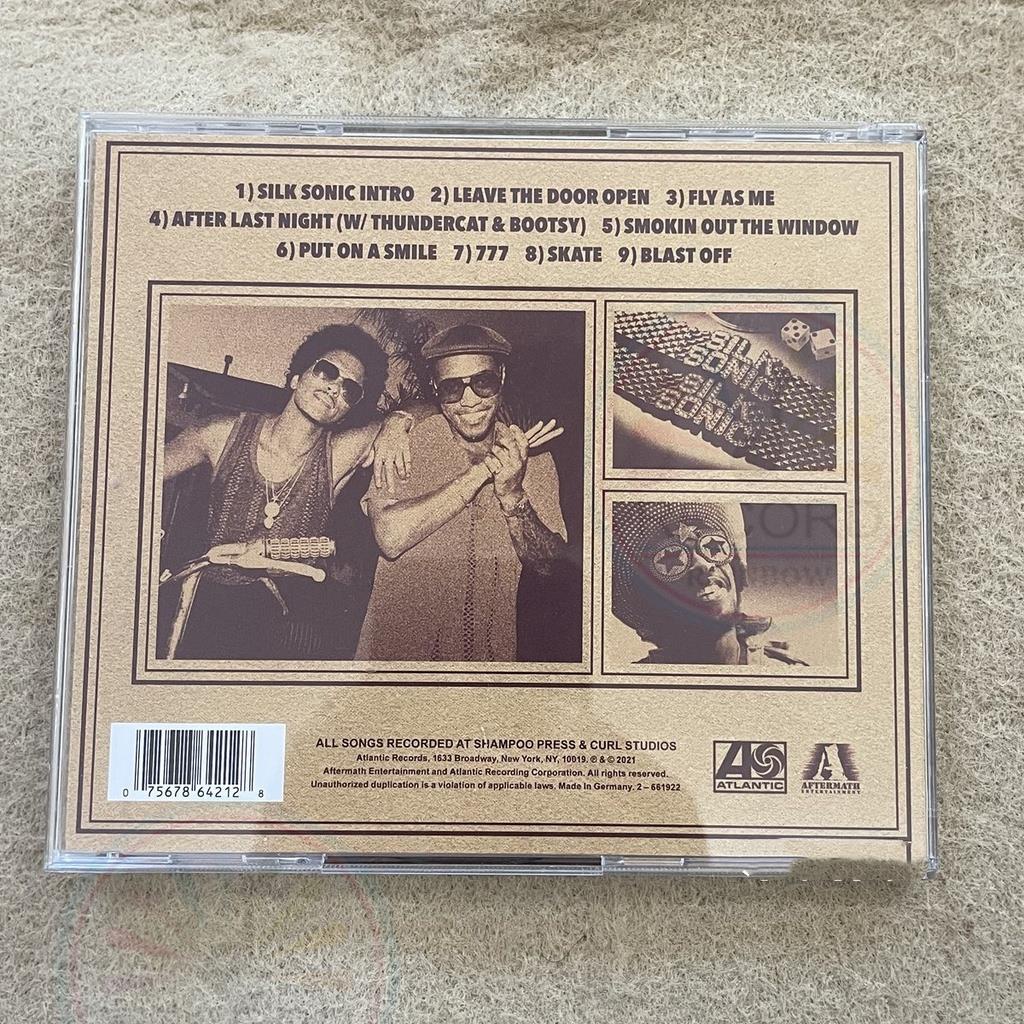 1) SILK SONIC INTRO 2) LEAVE THE DOOR OPEN 3) FLY AS ME
4) AFTER LAST NIGHT (W/ THUNDERCAT & BOOTSY) 5) SMOKIN OUT THE WINDOW
6) PUT ON A SMILE 7) 777 8) SKATE 9) BLAST OFF
SILK
SONIC
SILK
SONIC
ALL SONGS RECORDED AT SHAMPOO PRESS & CURL STUDIOS
Atlantic Records, 1633 Broadway, New York, NY, 10019. ℗ & © 2021
Aftermath Entertainment and Atlantic Recording Corporation. All rights reserved.
Unauthorized duplication is a violation of applicable laws. Made in Germany. 2 – 661922
0 75678 64212 8
ATLANTIC
AFTERMATH
ENTERTAINMENT